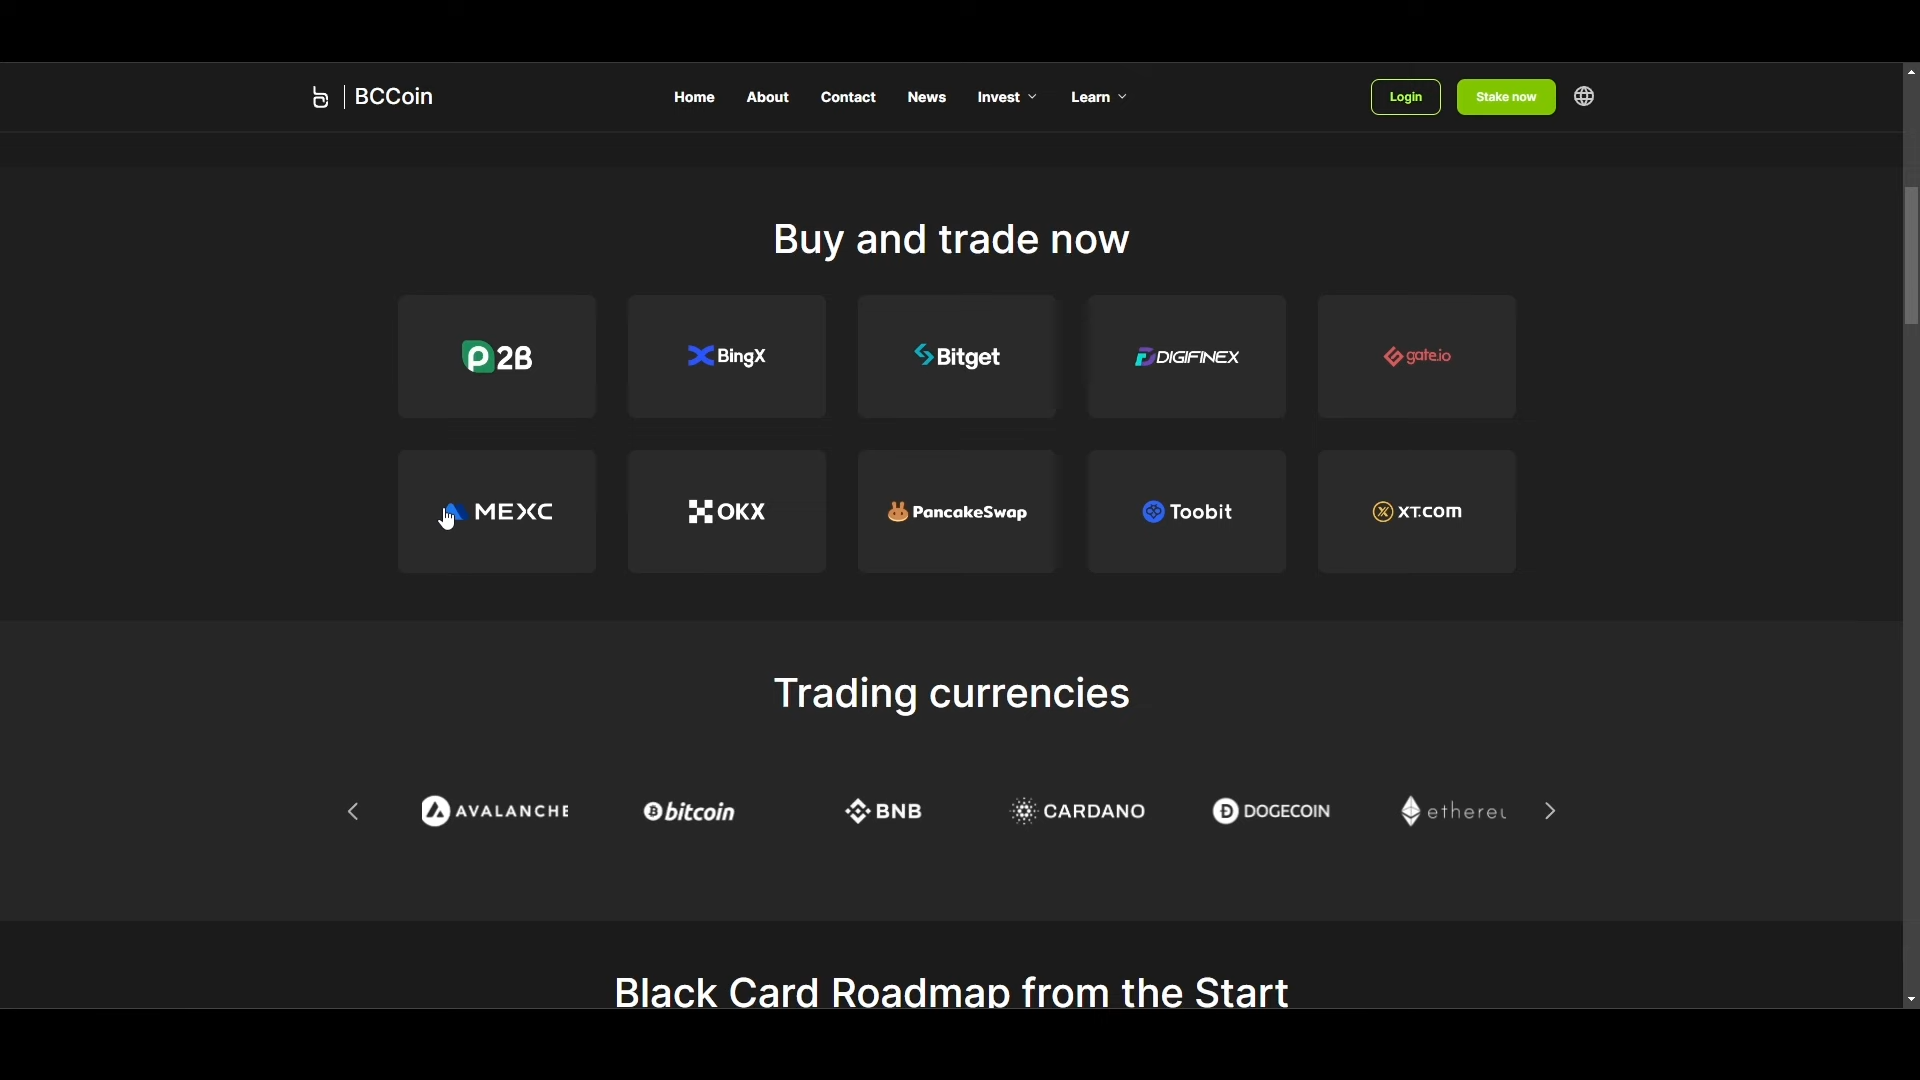 BCCoin
Home About Contact News Invest Learn
Login Stake now
Buy and trade now
P2B BingX Bitget DIGIFINEX gate.io
MEXC OKX PancakeSwap Toobit XT.COM
Trading currencies
AVALANCHE bitcoin BNB CARDANO DOGECOIN ethereu
Black Card Roadmap from the Start